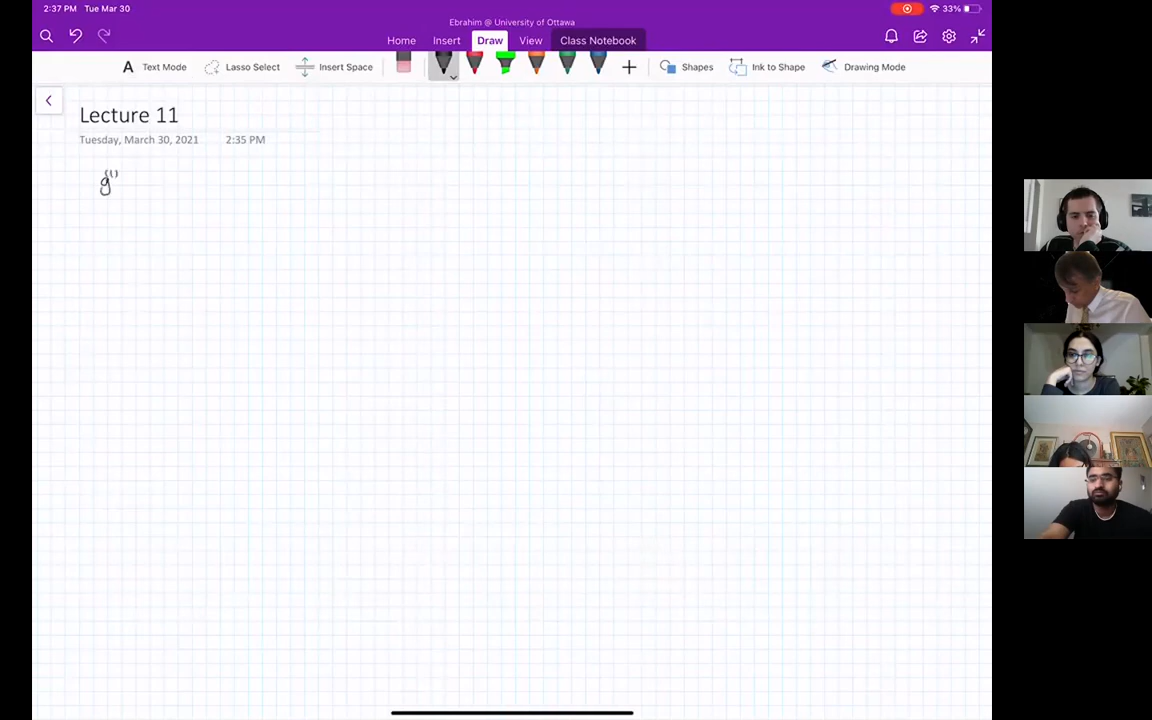 2:37 PM Tue Mar 30
33%
Ebrahim @ University of Ottawa
Home Insert Draw View Class Notebook
A Text Mode Lasso Select Insert Space Shapes Ink to Shape Drawing Mode
Lecture 11
Tuesday, March 30, 2021 2:35 PM